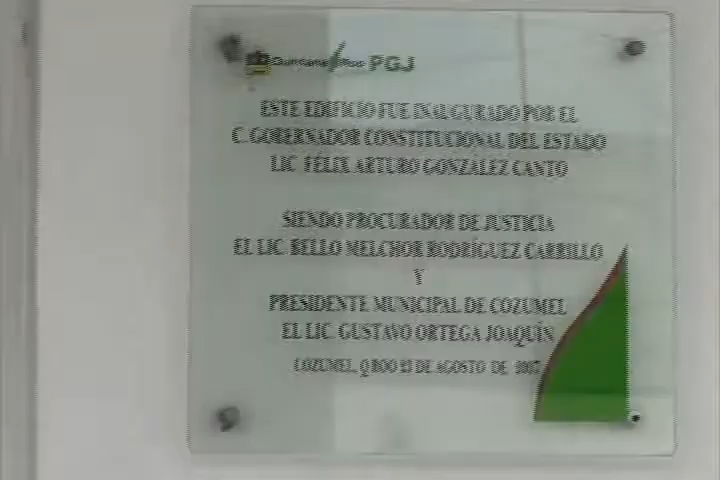 Quintana Roo PGJ
ESTE EDIFICIO FUE INAUGURADO POR EL
C. GOBERNADOR CONSTITUCIONAL DEL ESTADO
LIC. FÉLIX ARTURO GONZÁLEZ CANTO
SIENDO PROCURADOR DE JUSTICIA
EL LIC. BELLO MELCHOR RODRÍGUEZ CARRILLO
Y
PRESIDENTE MUNICIPAL DE COZUMEL
EL LIC. GUSTAVO ORTEGA JOAQUÍN
COZUMEL, Q ROO DE AGOSTO DE